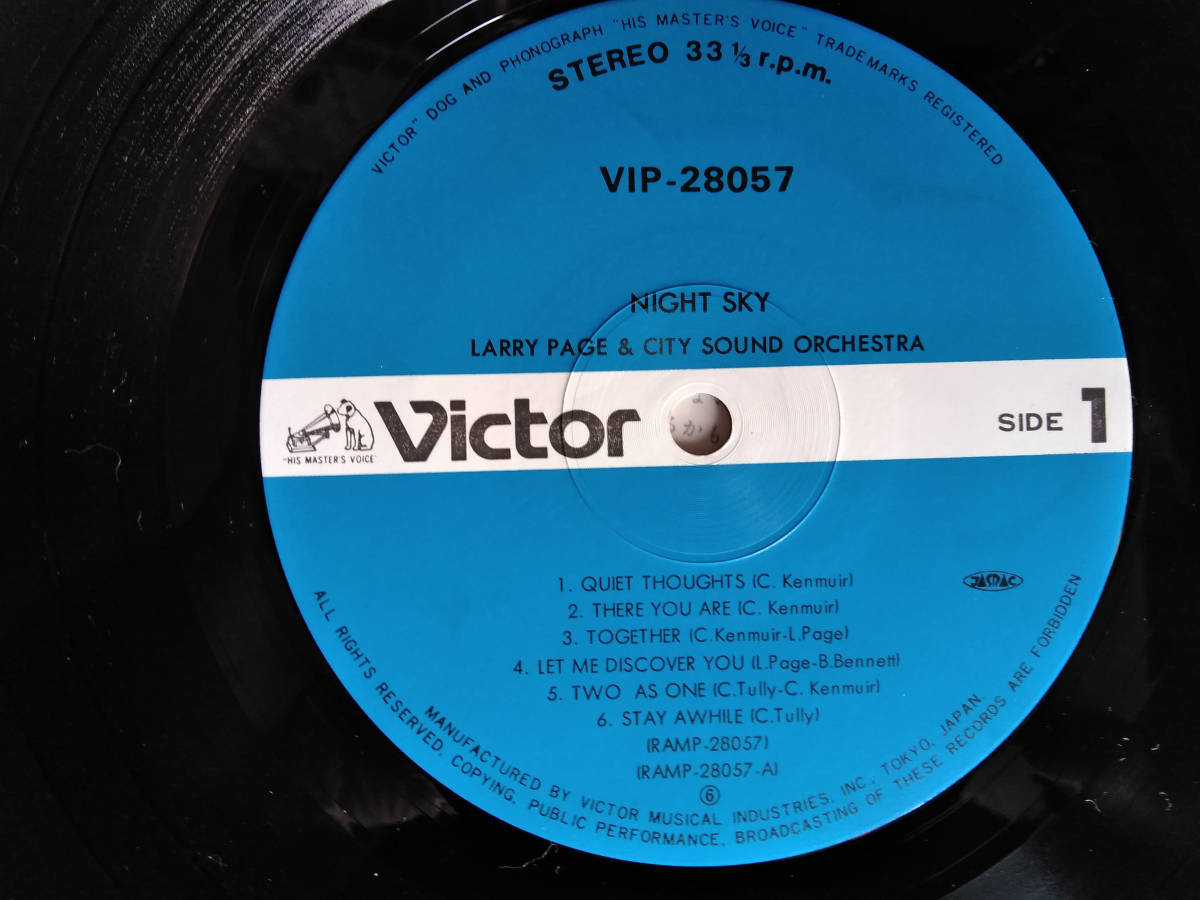 VICTOR" DOG AND PHONOGRAPH "HIS MASTER'S VOICE" TRADEMARKS REGISTERED
STEREO 33 1/3 r.p.m.
VIP-28057
NIGHT SKY
LARRY PAGE & CITY SOUND ORCHESTRA
"HIS MASTER'S VOICE"
Victor
SIDE 1
1. QUIET THOUGHTS (C. Kenmuir)
2. THERE YOU ARE (C. Kenmuir)
3. TOGETHER (C.Kenmuir-L.Page)
4. LET ME DISCOVER YOU (L.Page-B.Bennett)
5. TWO AS ONE (C.Tully-C. Kenmuir)
6. STAY AWHILE (C.Tully)
(RAMP-28057)
(RAMP-28057-A)
⑥
JASRAC
MANUFACTURED BY VICTOR MUSICAL INDUSTRIES, INC., TOKYO, JAPAN.
ALL RIGHTS RESERVED. COPYING, PUBLIC PERFORMANCE, BROADCASTING OF THESE RECORDS ARE FORBIDDEN